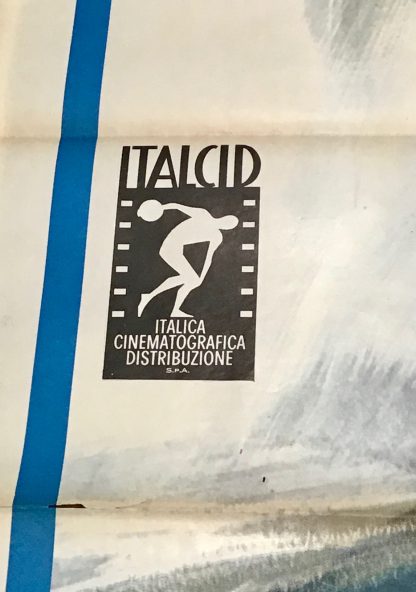 ITALCID
ITALICA
CINEMATOGRAFICA
DISTRIBUZIONE
S.P.A.